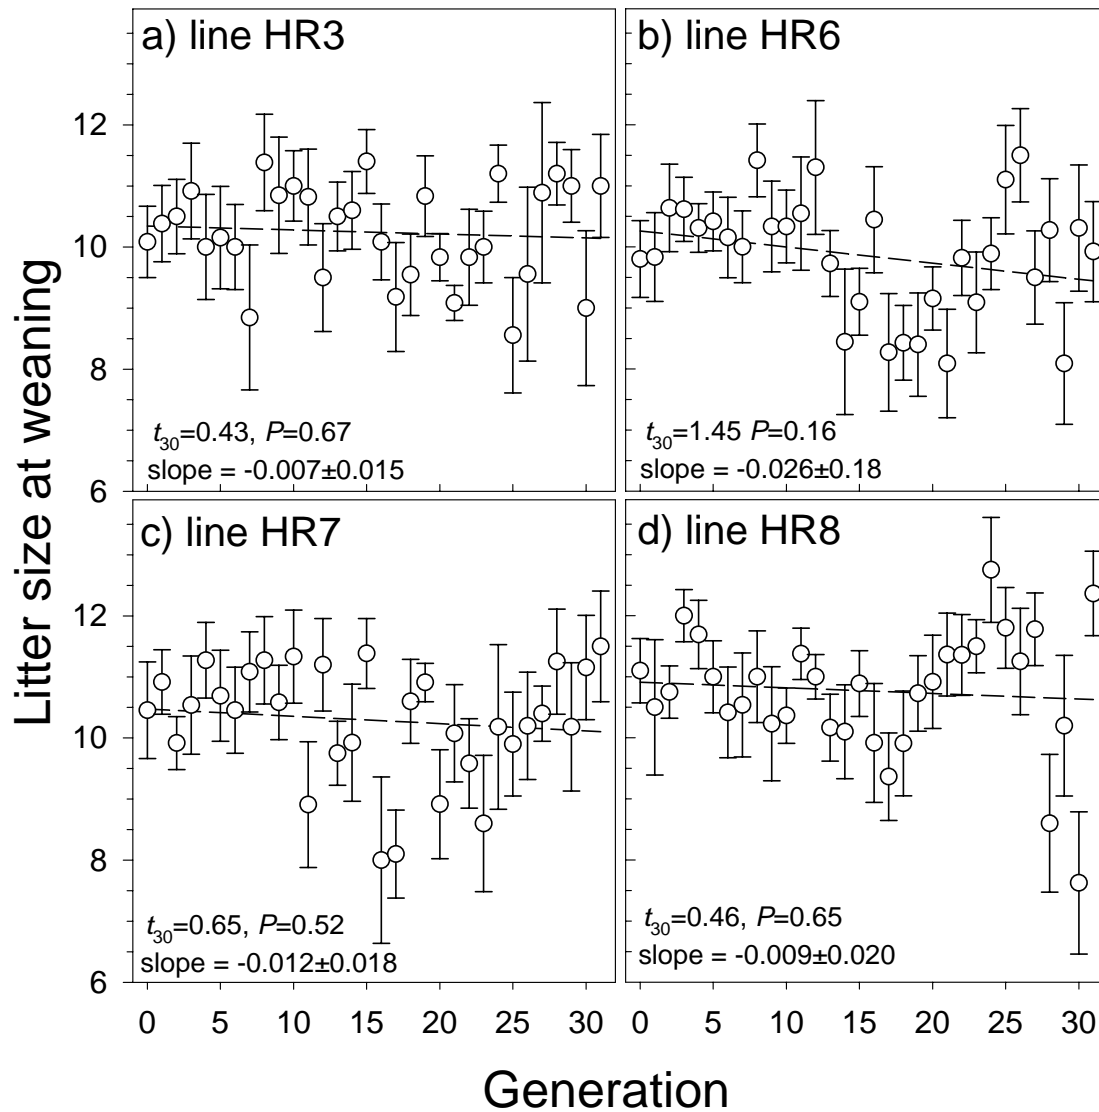 a) line HR3
b) line HR6
12
10
8
6
t30=0.43, P=0.67
slope = -0.007±0.015
t30=1.45 P=0.16
slope = -0.026±0.18
Litter size at weaning
c) line HR7
d) line HR8
12
10
8
6
t30=0.65, P=0.52
slope = -0.012±0.018
t30=0.46, P=0.65
slope = -0.009±0.020
0 5 10 15 20 25 30
0 5 10 15 20 25 30
Generation